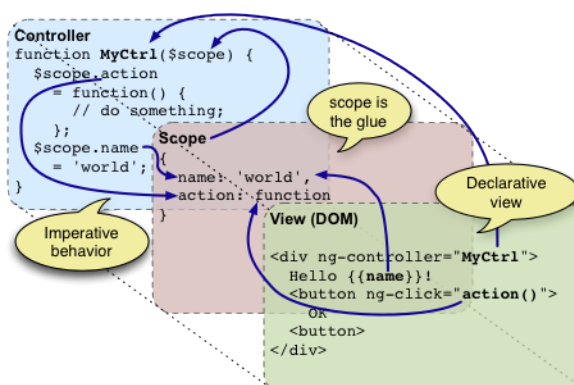 Controller
function MyCtrl($scope) {
$scope.action
= function() {
// do something;
};
$scope.name
= 'world';
}
scope is
the glue
Scope
{
name: 'world',
action: function
}
Declarative
view
Imperative
behavior
View (DOM)
<div ng-controller="MyCtrl">
Hello {{name}}!
<button ng-click="action()">
OK
<button>
</div>